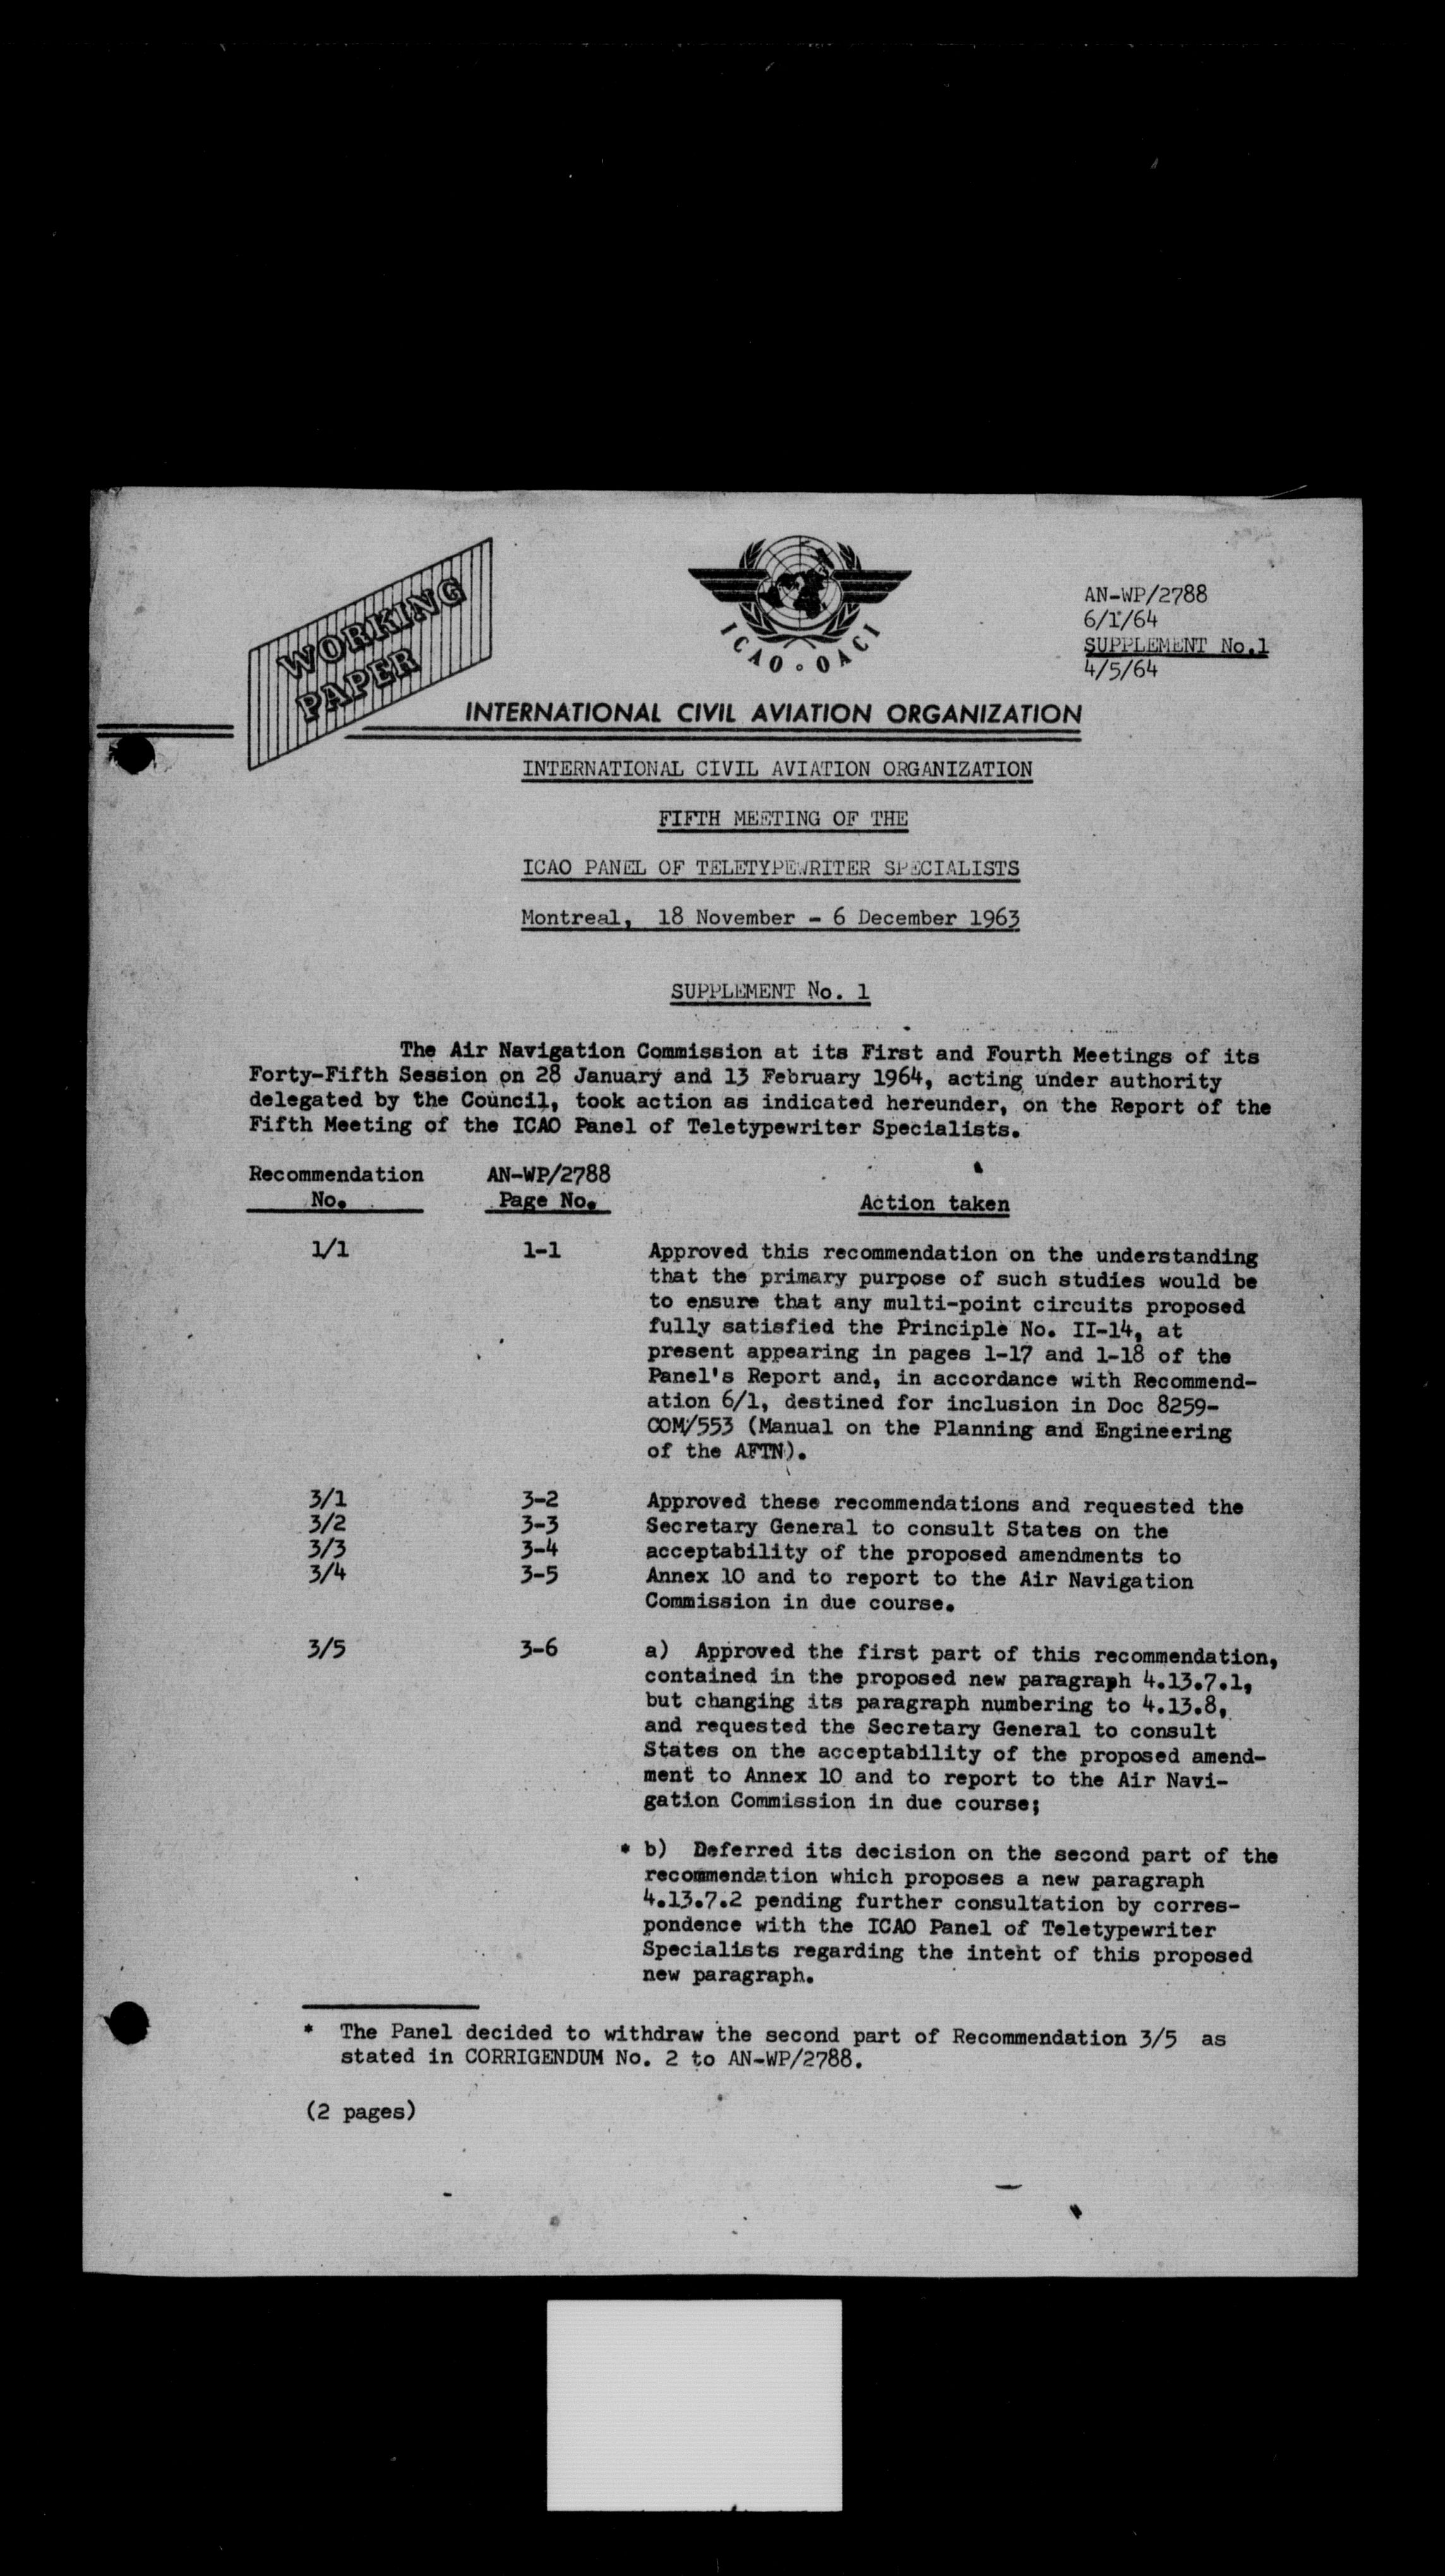 WORKING
PAPER
ICAO · OACI
AN-WP/2788
6/1/64
SUPPLEMENT No.1
4/5/64
INTERNATIONAL CIVIL AVIATION ORGANIZATION
INTERNATIONAL CIVIL AVIATION ORGANIZATION
FIFTH MEETING OF THE
ICAO PANEL OF TELETYPEWRITER SPECIALISTS
Montreal, 18 November - 6 December 1963
SUPPLEMENT No. 1
The Air Navigation Commission at its First and Fourth Meetings of its
Forty-Fifth Session on 28 January and 13 February 1964, acting under authority
delegated by the Council, took action as indicated hereunder, on the Report of the
Fifth Meeting of the ICAO Panel of Teletypewriter Specialists.
Recommendation AN-WP/2788
No. Page No. Action taken
1/1 1-1 Approved this recommendation on the understanding
that the primary purpose of such studies would be
to ensure that any multi-point circuits proposed
fully satisfied the Principle No. II-14, at
present appearing in pages 1-17 and 1-18 of the
Panel's Report and, in accordance with Recommend-
ation 6/1, destined for inclusion in Doc 8259-
COM/553 (Manual on the Planning and Engineering
of the AFTN).
3/1 3-2 Approved these recommendations and requested the
3/2 3-3 Secretary General to consult States on the
3/3 3-4 acceptability of the proposed amendments to
3/4 3-5 Annex 10 and to report to the Air Navigation
Commission in due course.
3/5 3-6 a) Approved the first part of this recommendation,
contained in the proposed new paragraph 4.13.7.1,
but changing its paragraph numbering to 4.13.8,
and requested the Secretary General to consult
States on the acceptability of the proposed amend-
ment to Annex 10 and to report to the Air Navi-
gation Commission in due course;
* b) Deferred its decision on the second part of the
recommendation which proposes a new paragraph
4.13.7.2 pending further consultation by corres-
pondence with the ICAO Panel of Teletypewriter
Specialists regarding the intent of this proposed
new paragraph.
* The Panel decided to withdraw the second part of Recommendation 3/5 as
stated in CORRIGENDUM No. 2 to AN-WP/2788.
(2 pages)